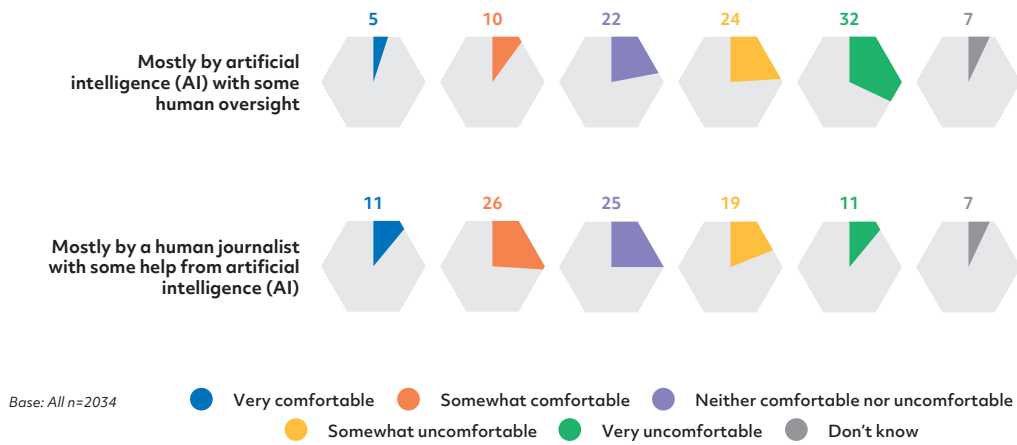 5 10 22 24 32 7
Mostly by artificial
intelligence (AI) with some
human oversight
11 26 25 19 11 7
Mostly by a human journalist
with some help from artificial
intelligence (AI)
Base: All n=2034
Very comfortable Somewhat comfortable Neither comfortable nor uncomfortable
Somewhat uncomfortable Very uncomfortable Don't know